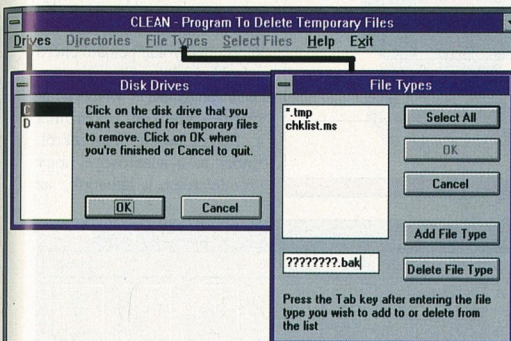 CLEAN - Program To Delete Temporary Files
Drives Directories File Types Select Files Help Exit
Disk Drives
C
D
Click on the disk drive that you
want searched for temporary files
to remove. Click on OK when
you're finished or Cancel to quit.
OK Cancel
File Types
*.tmp
chklist.ms
Select All
OK
Cancel
Add File Type
????????.bak
Delete File Type
Press the Tab key after entering the file
type you wish to add to or delete from
the list